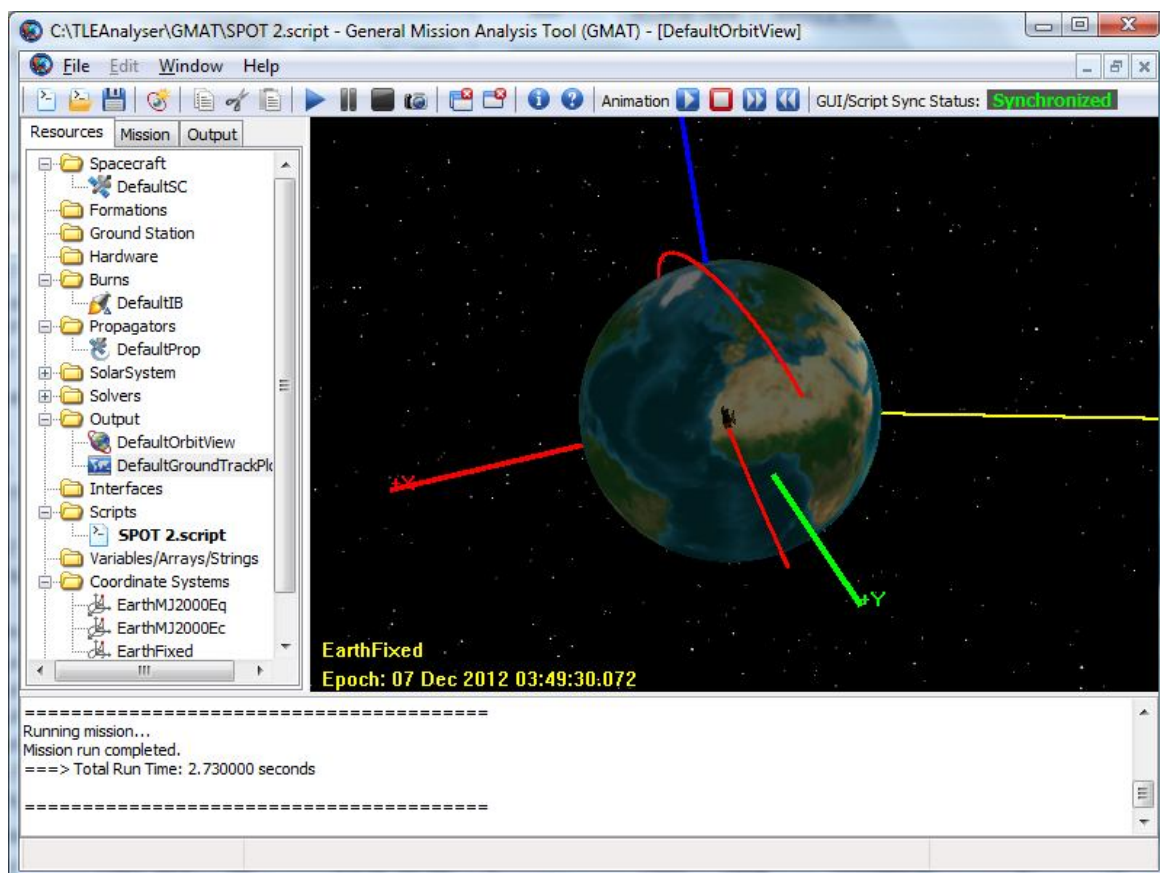 C:\TLEAnalyser\GMAT\SPOT 2.script - General Mission Analysis Tool (GMAT) - [DefaultOrbitView]
File Edit Window Help
Animation GUI/Script Sync Status: Synchronized
Resources Mission Output
Spacecraft
DefaultSC
Formations
Ground Station
Hardware
Burns
DefaultIB
Propagators
DefaultProp
SolarSystem
Solvers
Output
DefaultOrbitView
DefaultGroundTrackPl
Interfaces
Scripts
SPOT 2.script
Variables/Arrays/Strings
Coordinate Systems
EarthMJ2000Eq
EarthMJ2000Ec
EarthFixed
+X
+Y
EarthFixed
Epoch: 07 Dec 2012 03:49:30.072
========================================
Running mission...
Mission run completed.
===> Total Run Time: 2.730000 seconds
========================================